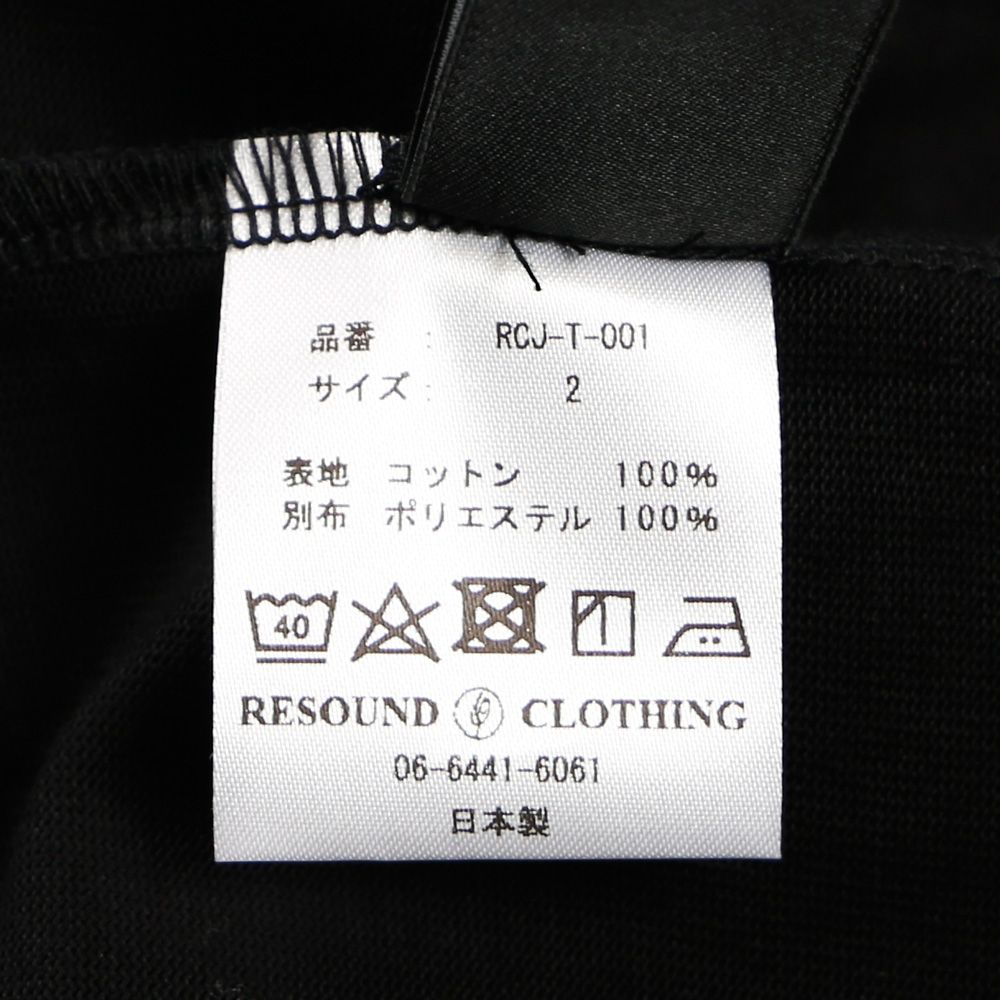 品番 : RCJ-T-001
サイズ : 2
表地 コットン 100%
別布 ポリエステル 100%
40
RESOUND CLOTHING
06-6441-6061
日本製